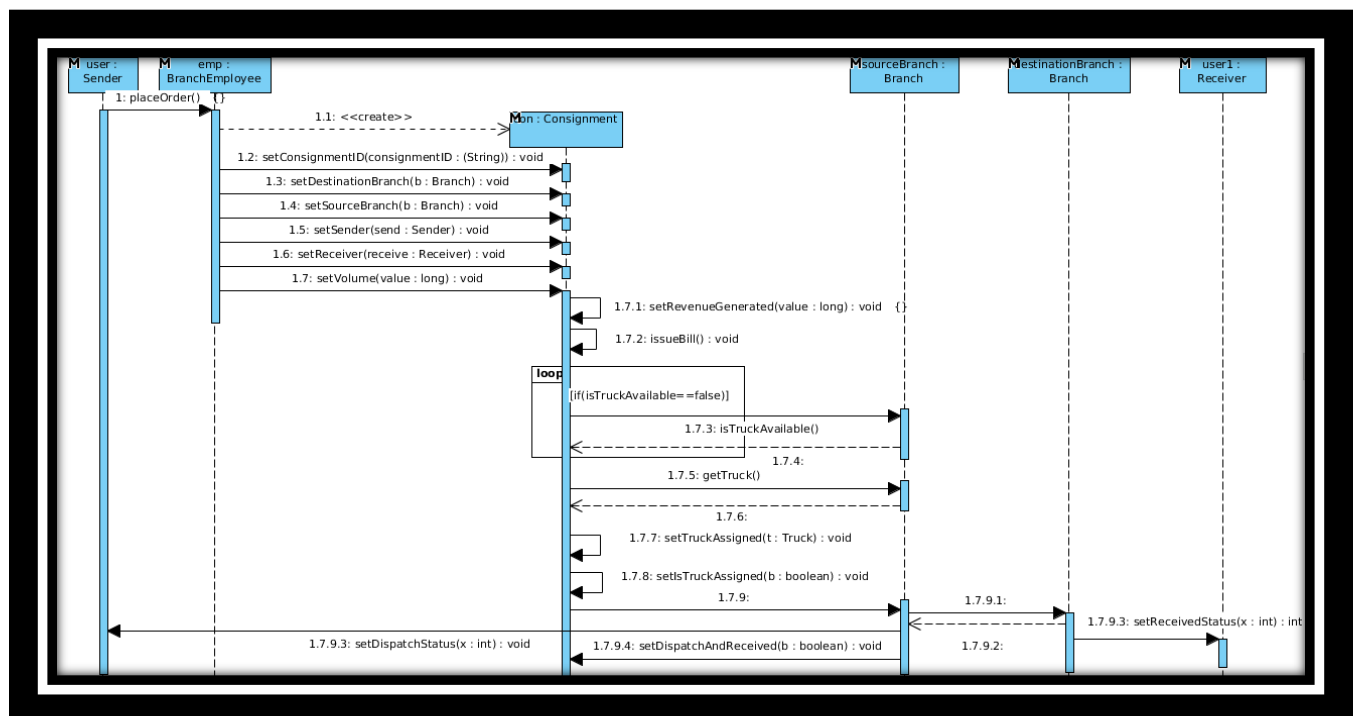 user :
Sender
emp :
BranchEmployee
sourceBranch :
Branch
destinationBranch :
Branch
user1 :
Receiver
1: placeOrder() {}
1.1: <<create>>
con : Consignment
1.2: setConsignmentID(consignmentID : (String)) : void
1.3: setDestinationBranch(b : Branch) : void
1.4: setSourceBranch(b : Branch) : void
1.5: setSender(send : Sender) : void
1.6: setReceiver(receive : Receiver) : void
1.7: setVolume(value : long) : void
1.7.1: setRevenueGenerated(value : long) : void {}
1.7.2: issueBill() : void
loop
[if(isTruckAvailable==false)]
1.7.3: isTruckAvailable()
1.7.4:
1.7.5: getTruck()
1.7.6:
1.7.7: setTruckAssigned(t : Truck) : void
1.7.8: setIsTruckAssigned(b : boolean) : void
1.7.9:
1.7.9.1:
1.7.9.3: setReceivedStatus(x : int) : int
1.7.9.3: setDispatchStatus(x : int) : void
1.7.9.4: setDispatchAndReceived(b : boolean) : void
1.7.9.2: